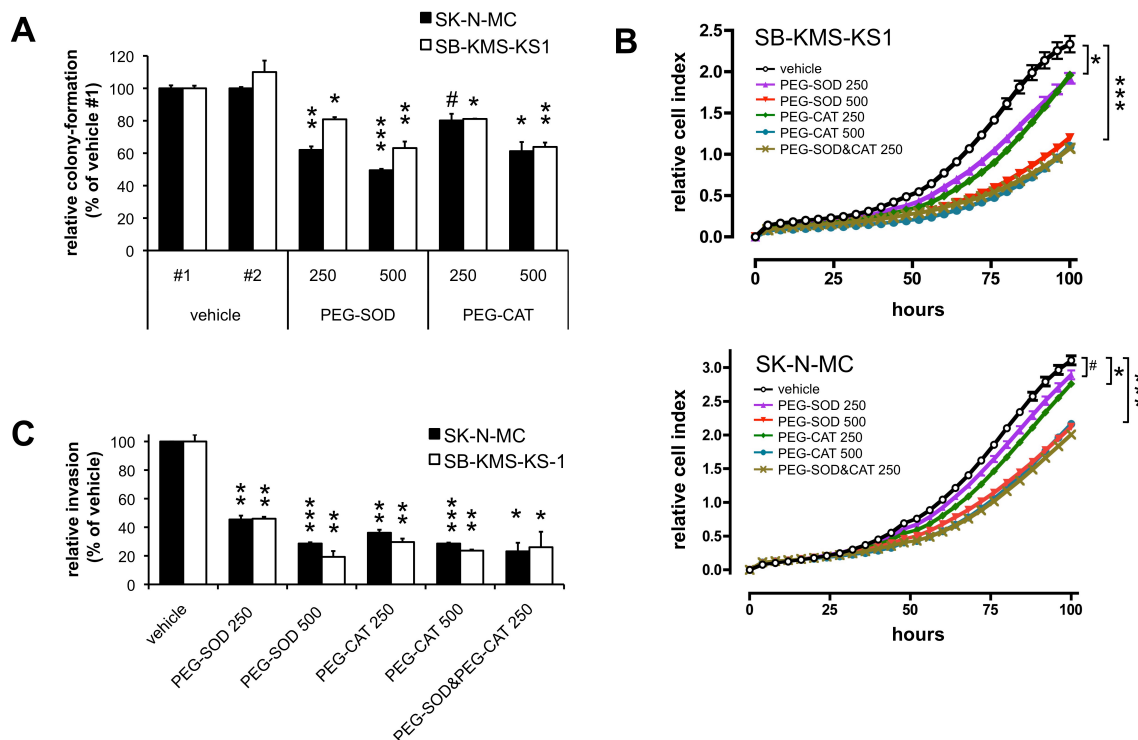 A
SK-N-MC
SB-KMS-KS1
relative colony-formation
(% of vehicle #1)
120
100
80
60
40
20
0
** * *** ** # * * **
#1 #2 250 500 250 500
vehicle PEG-SOD PEG-CAT
B
SB-KMS-KS1
vehicle
PEG-SOD 250
PEG-SOD 500
PEG-CAT 250
PEG-CAT 500
PEG-SOD&CAT 250
relative cell index
2.5
2.0
1.5
1.0
0.5
0.0
* ***
0 25 50 75 100
hours
SK-N-MC
vehicle
PEG-SOD 250
PEG-SOD 500
PEG-CAT 250
PEG-CAT 500
PEG-SOD&CAT 250
relative cell index
3.0
2.5
2.0
1.5
1.0
0.5
0.0
# * ***
0 25 50 75 100
hours
C
SK-N-MC
SB-KMS-KS-1
relative invasion
(% of vehicle)
100
80
60
40
20
0
** ** *** ** ** ** *** ** * *
vehicle
PEG-SOD 250
PEG-SOD 500
PEG-CAT 250
PEG-CAT 500
PEG-SOD&PEG-CAT 250